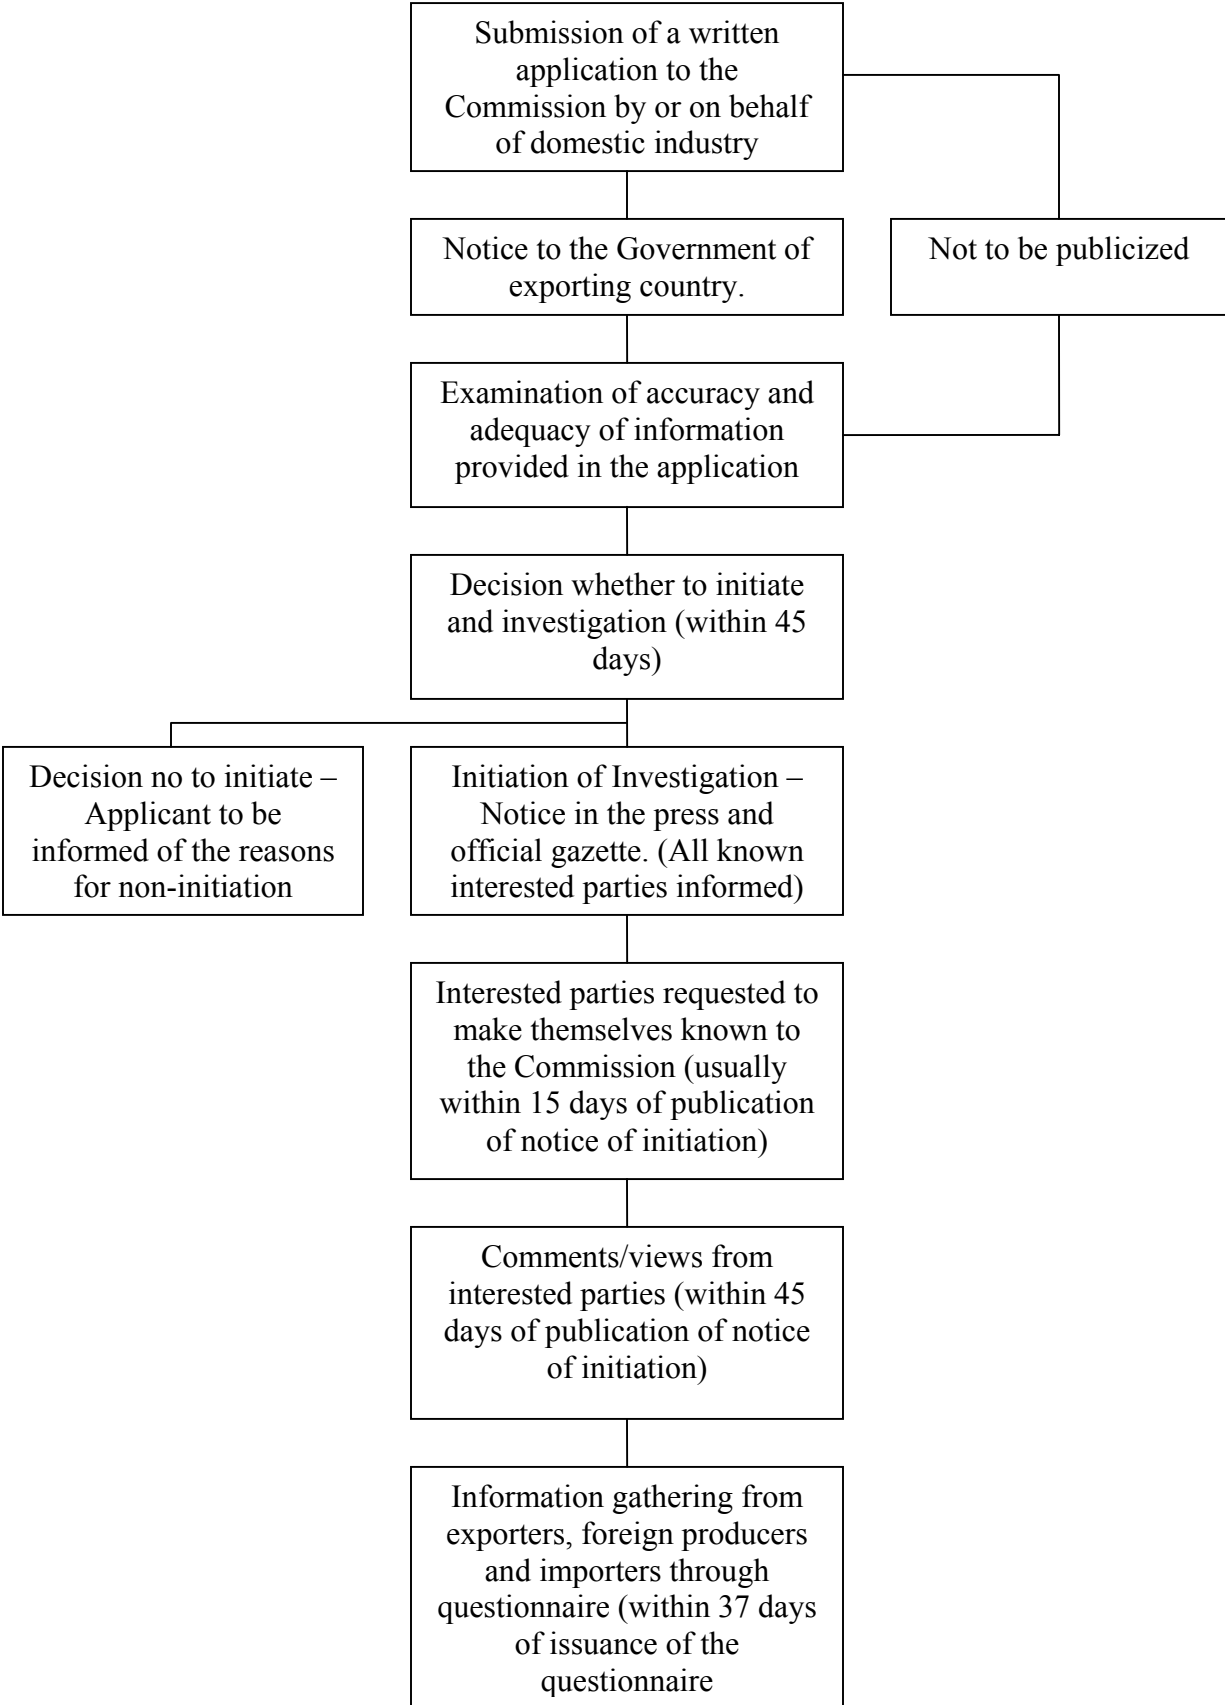 Submission of a written
application to the
Commission by or on behalf
of domestic industry
Notice to the Government of
exporting country.
Not to be publicized
Examination of accuracy and
adequacy of information
provided in the application
Decision whether to initiate
and investigation (within 45
days)
Decision no to initiate –
Applicant to be
informed of the reasons
for non-initiation
Initiation of Investigation –
Notice in the press and
official gazette. (All known
interested parties informed)
Interested parties requested to
make themselves known to
the Commission (usually
within 15 days of publication
of notice of initiation)
Comments/views from
interested parties (within 45
days of publication of notice
of initiation)
Information gathering from
exporters, foreign producers
and importers through
questionnaire (within 37 days
of issuance of the
questionnaire